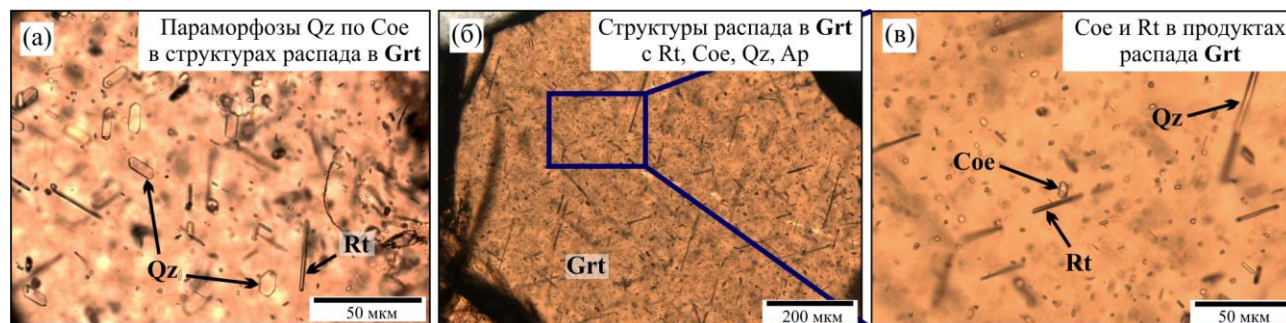 (а)
Параморфозы Qz по Coe
в структурах распада в Grt
Qz
Rt
50 мкм
(б)
Структуры распада в Grt
с Rt, Coe, Qz, Ap
Grt
200 мкм
(в)
Coe и Rt в продуктах
распада Grt
Qz
Coe
Rt
50 мкм